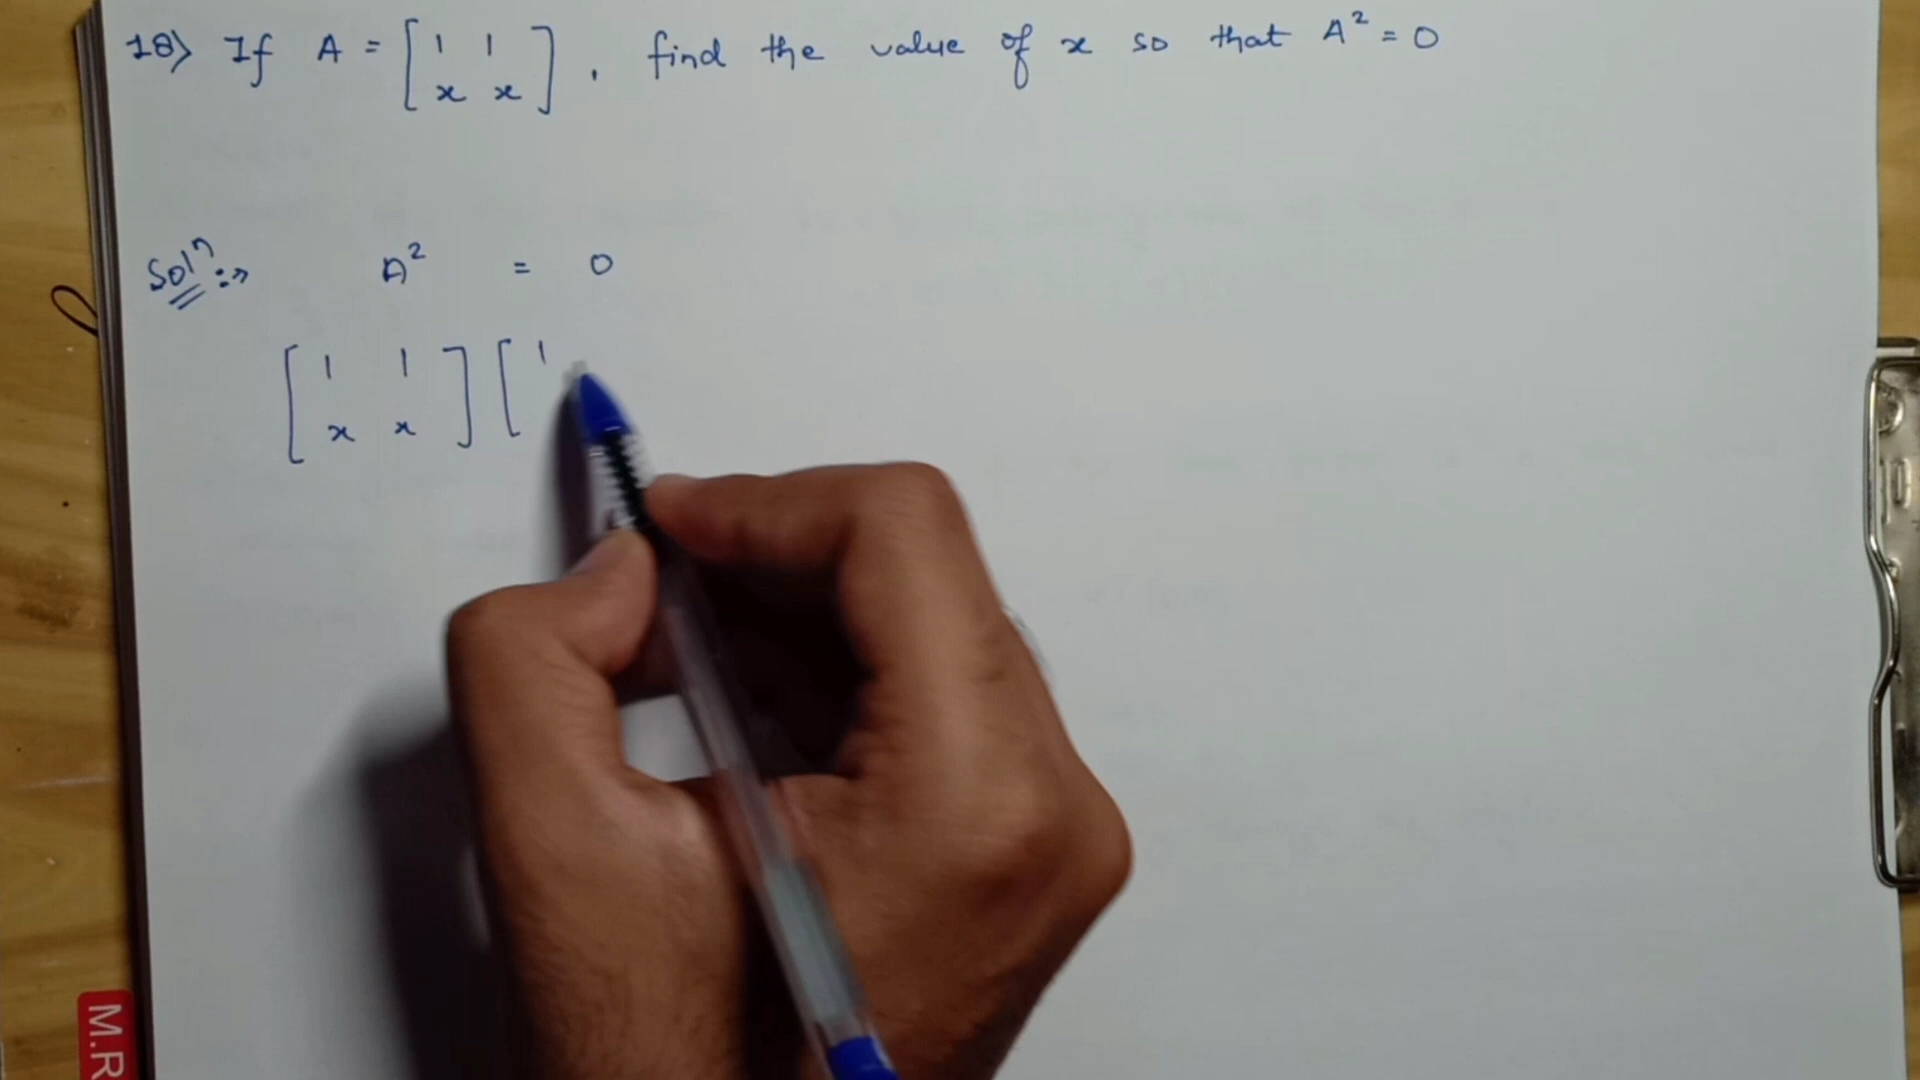 18) If A = [ 1 1 ] , find the value of x so that A² = 0
[ x x ]
Solⁿ :→ A² = 0
[ 1 1 ] [ 1
[ x x ]
M.R